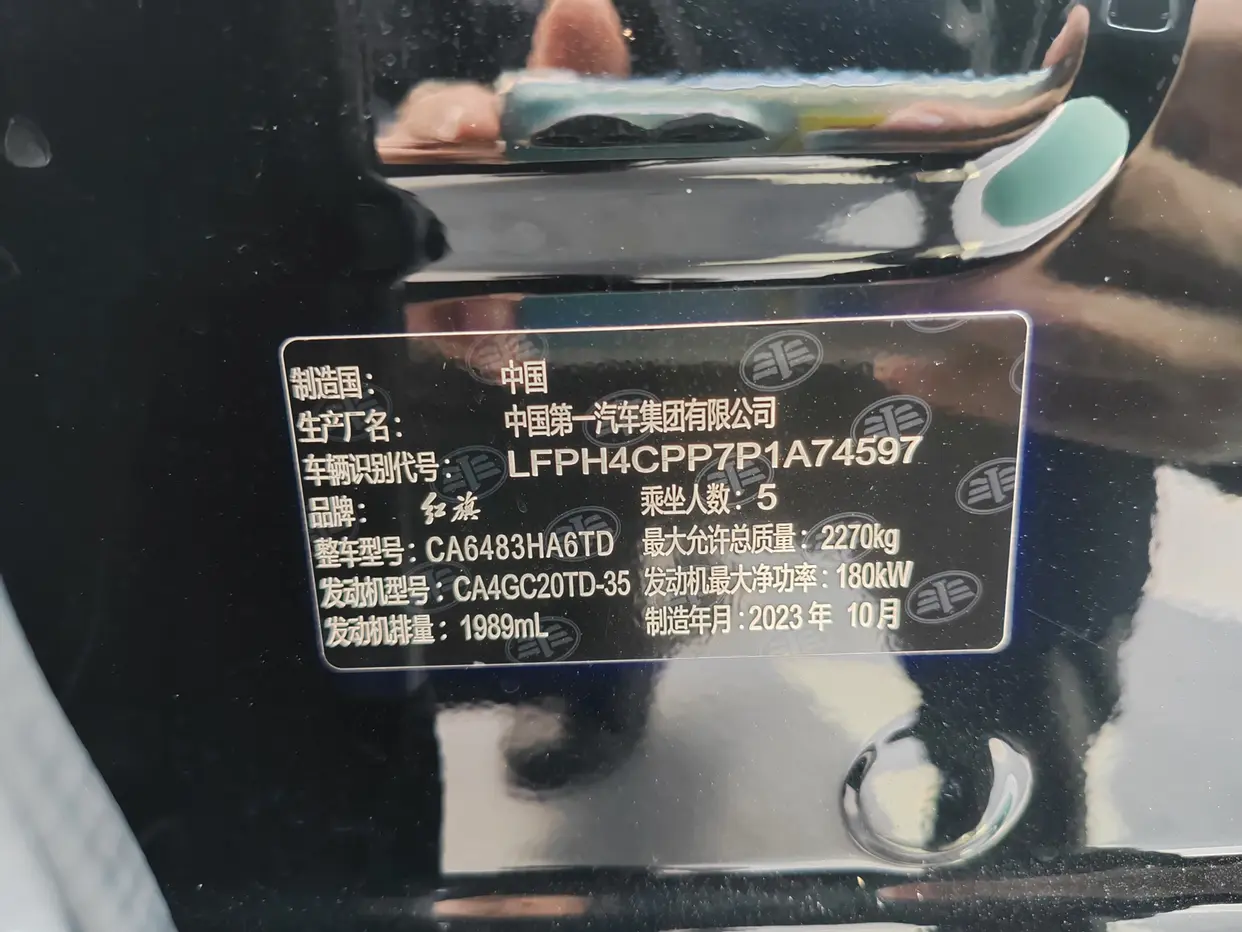 制造国： 中国
生产厂名： 中国第一汽车集团有限公司
车辆识别代号： LFPH4CPP7P1A74597
品牌： 红旗 乘坐人数：5
整车型号：CA6483HA6TD 最大允许总质量：2270kg
发动机型号：CA4GC20TD-35 发动机最大净功率：180kW
发动机排量：1989mL 制造年月：2023年 10月